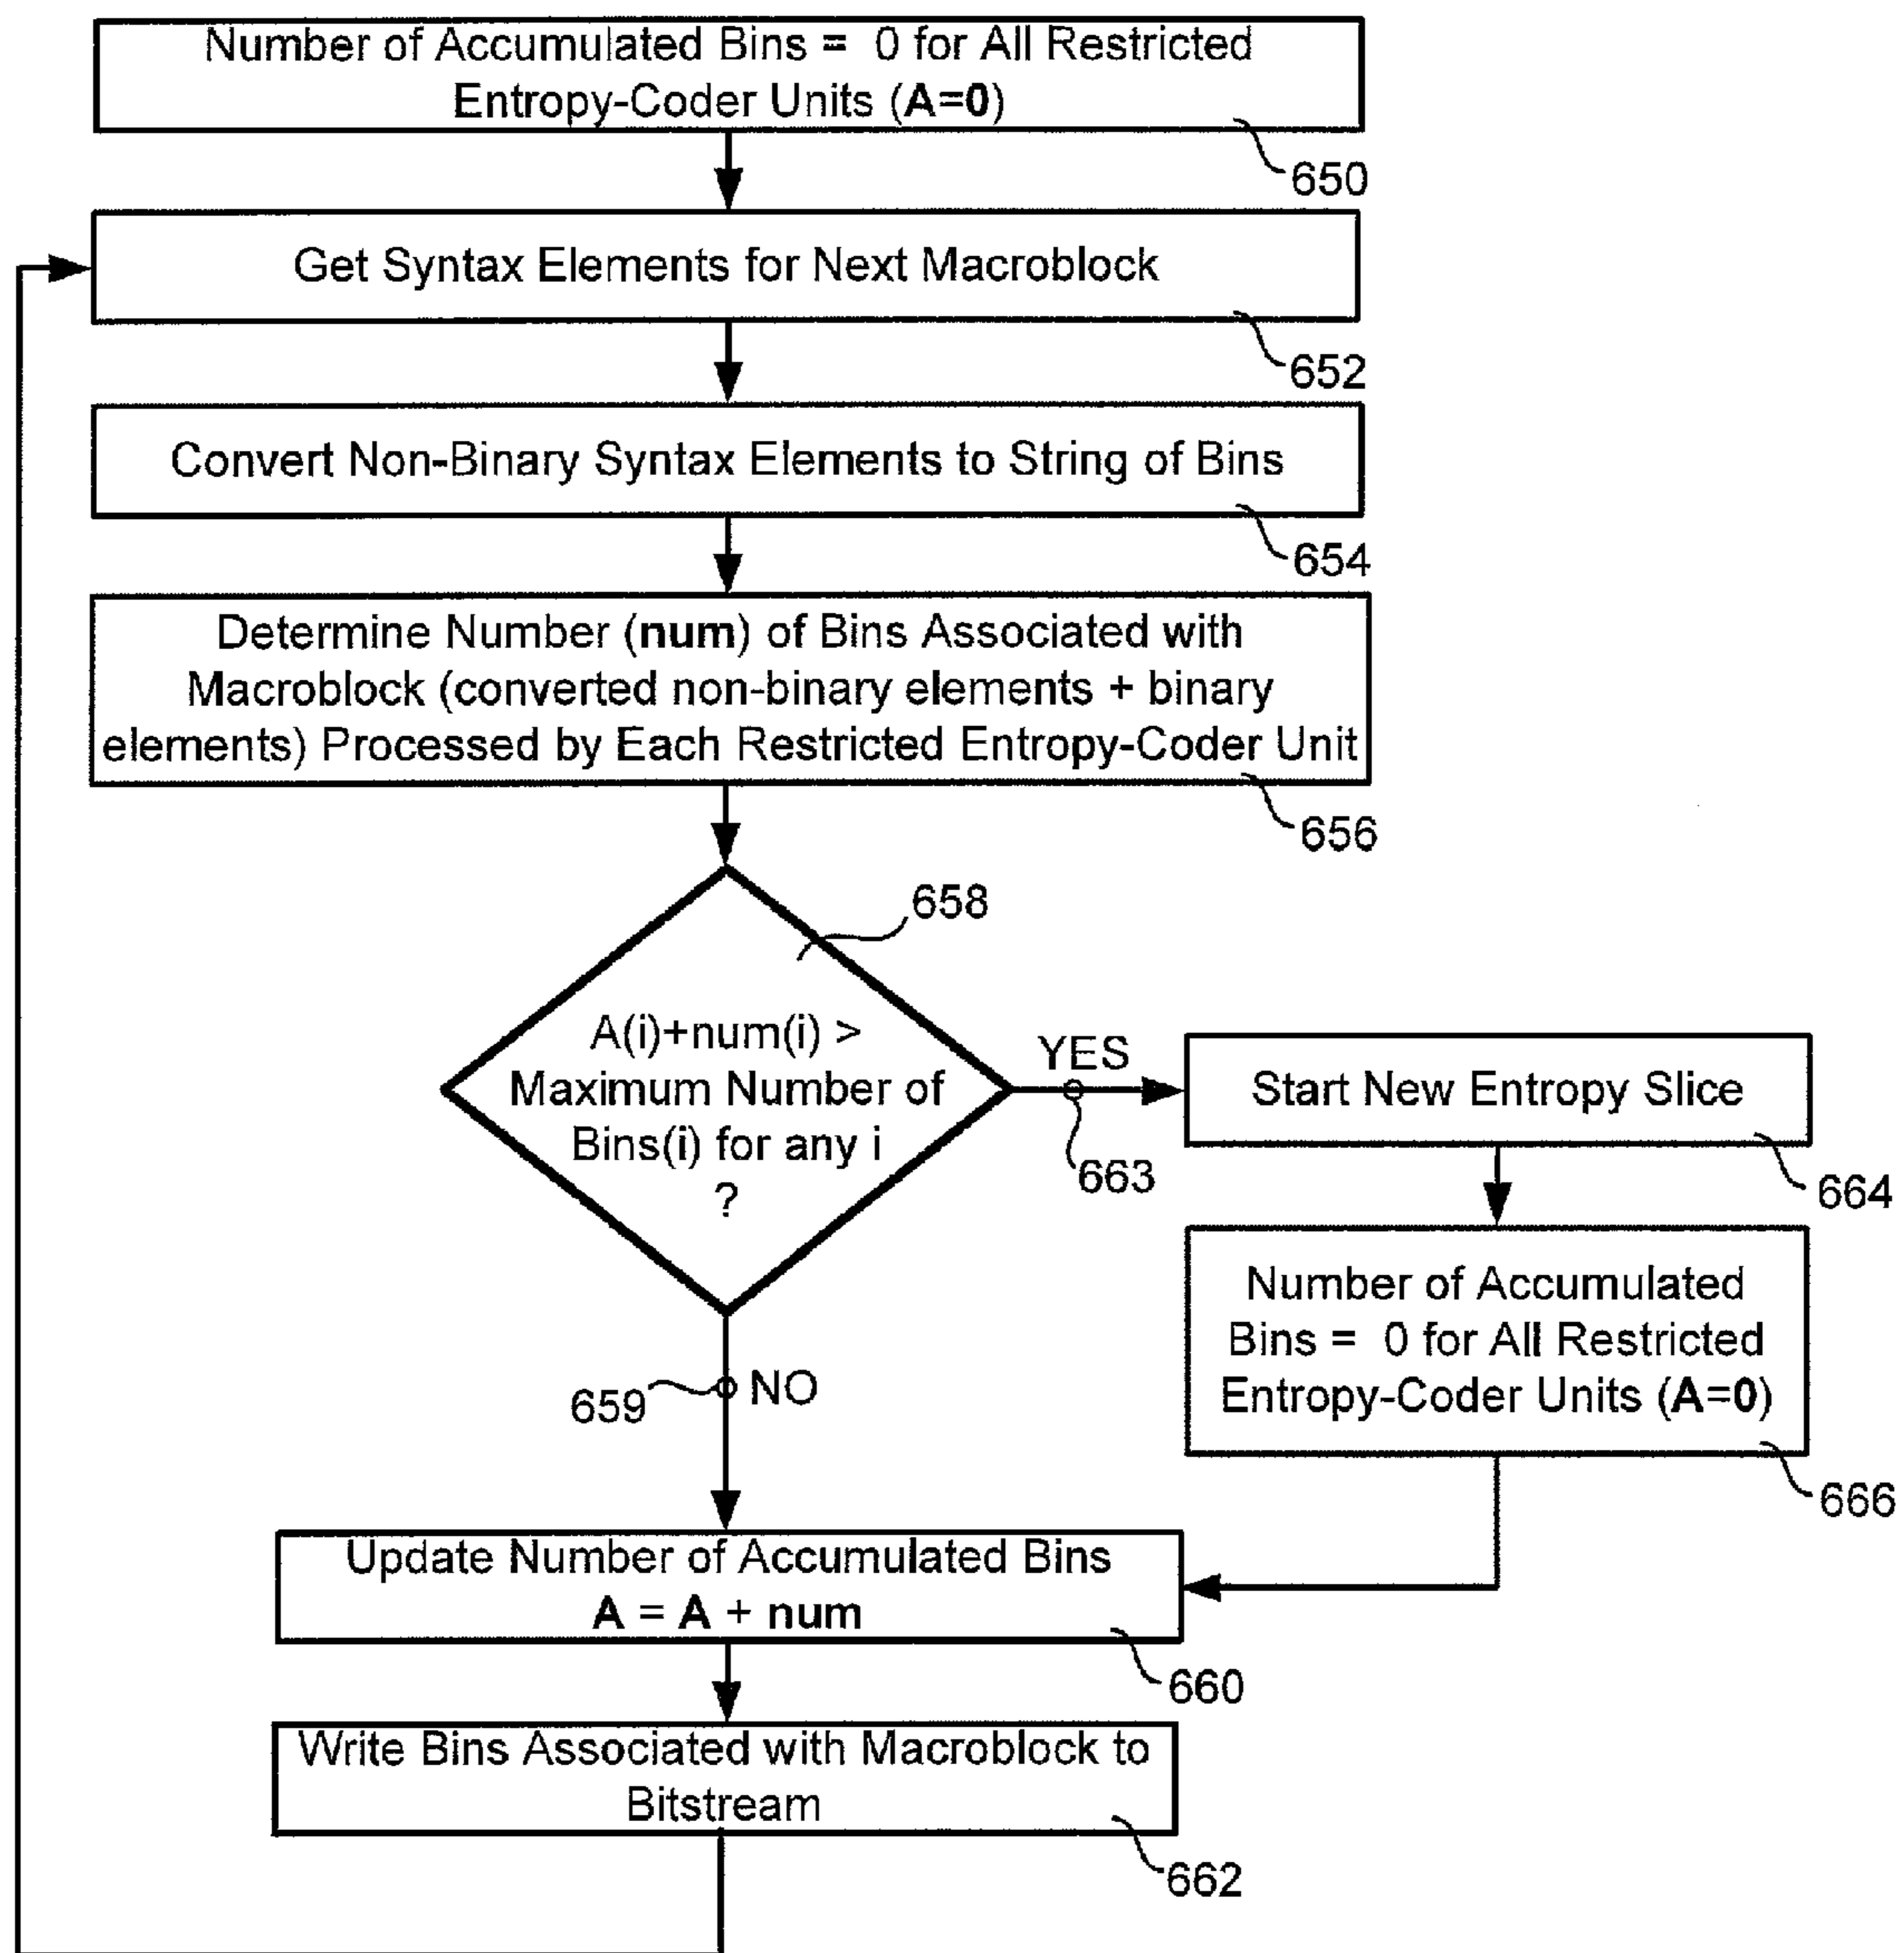 Number of Accumulated Bins = 0 for All Restricted
Entropy-Coder Units (A=0)
650
Get Syntax Elements for Next Macroblock
652
Convert Non-Binary Syntax Elements to String of Bins
654
Determine Number (num) of Bins Associated with
Macroblock (converted non-binary elements + binary
elements) Processed by Each Restricted Entropy-Coder Unit
656
658
A(i)+num(i) >
Maximum Number of
Bins(i) for any i
?
YES
663
Start New Entropy Slice
664
Number of Accumulated
Bins = 0 for All Restricted
Entropy-Coder Units (A=0)
666
659
NO
Update Number of Accumulated Bins
A = A + num
660
Write Bins Associated with Macroblock to
Bitstream
662